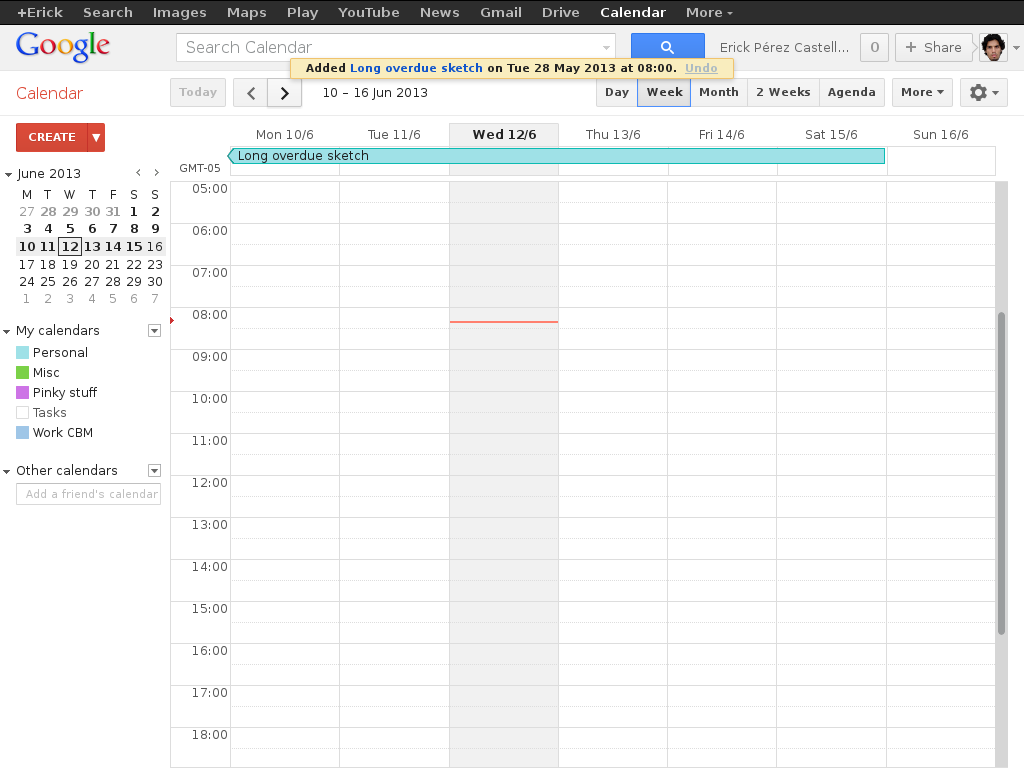 +Erick Search Images Maps Play YouTube News Gmail Drive Calendar More
Google
Search Calendar
Erick Pérez Castell... 0 + Share
Added Long overdue sketch on Tue 28 May 2013 at 08:00. Undo
Calendar
Today
10 – 16 Jun 2013
Day Week Month 2 Weeks Agenda More
CREATE
June 2013
M T W T F S S
27 28 29 30 31 1 2
3 4 5 6 7 8 9
10 11 12 13 14 15 16
17 18 19 20 21 22 23
24 25 26 27 28 29 30
1 2 3 4 5 6 7
My calendars
Personal
Misc
Pinky stuff
Tasks
Work CBM
Other calendars
Add a friend's calendar
Mon 10/6 Tue 11/6 Wed 12/6 Thu 13/6 Fri 14/6 Sat 15/6 Sun 16/6
Long overdue sketch
GMT-05
05:00
06:00
07:00
08:00
09:00
10:00
11:00
12:00
13:00
14:00
15:00
16:00
17:00
18:00